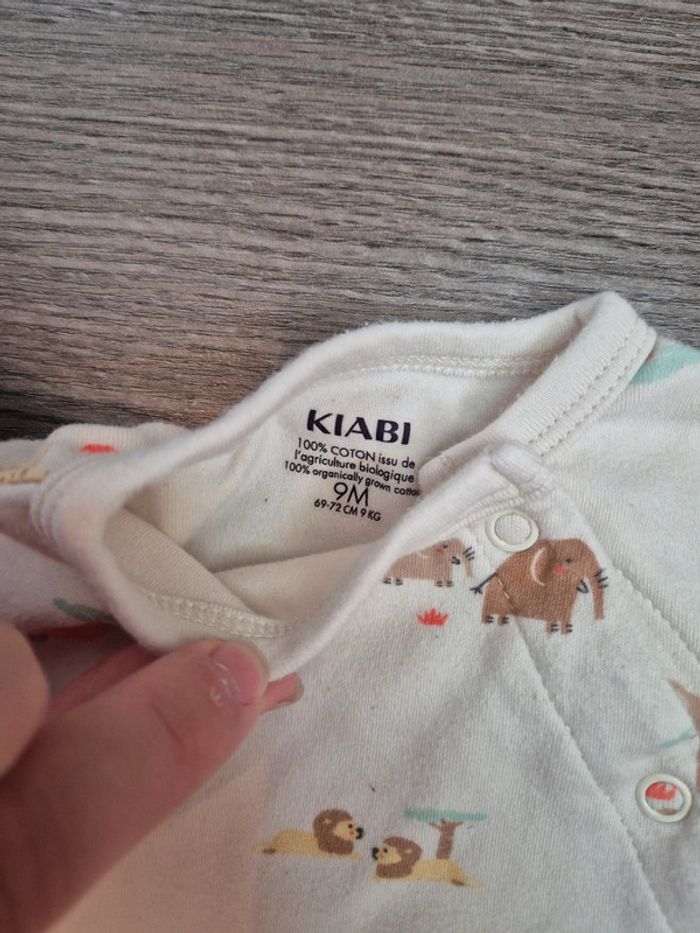 KIABI
100% COTON issu de
l'agriculture biologique
100% organically grown cotton
9M
69-72 CM 9 KG